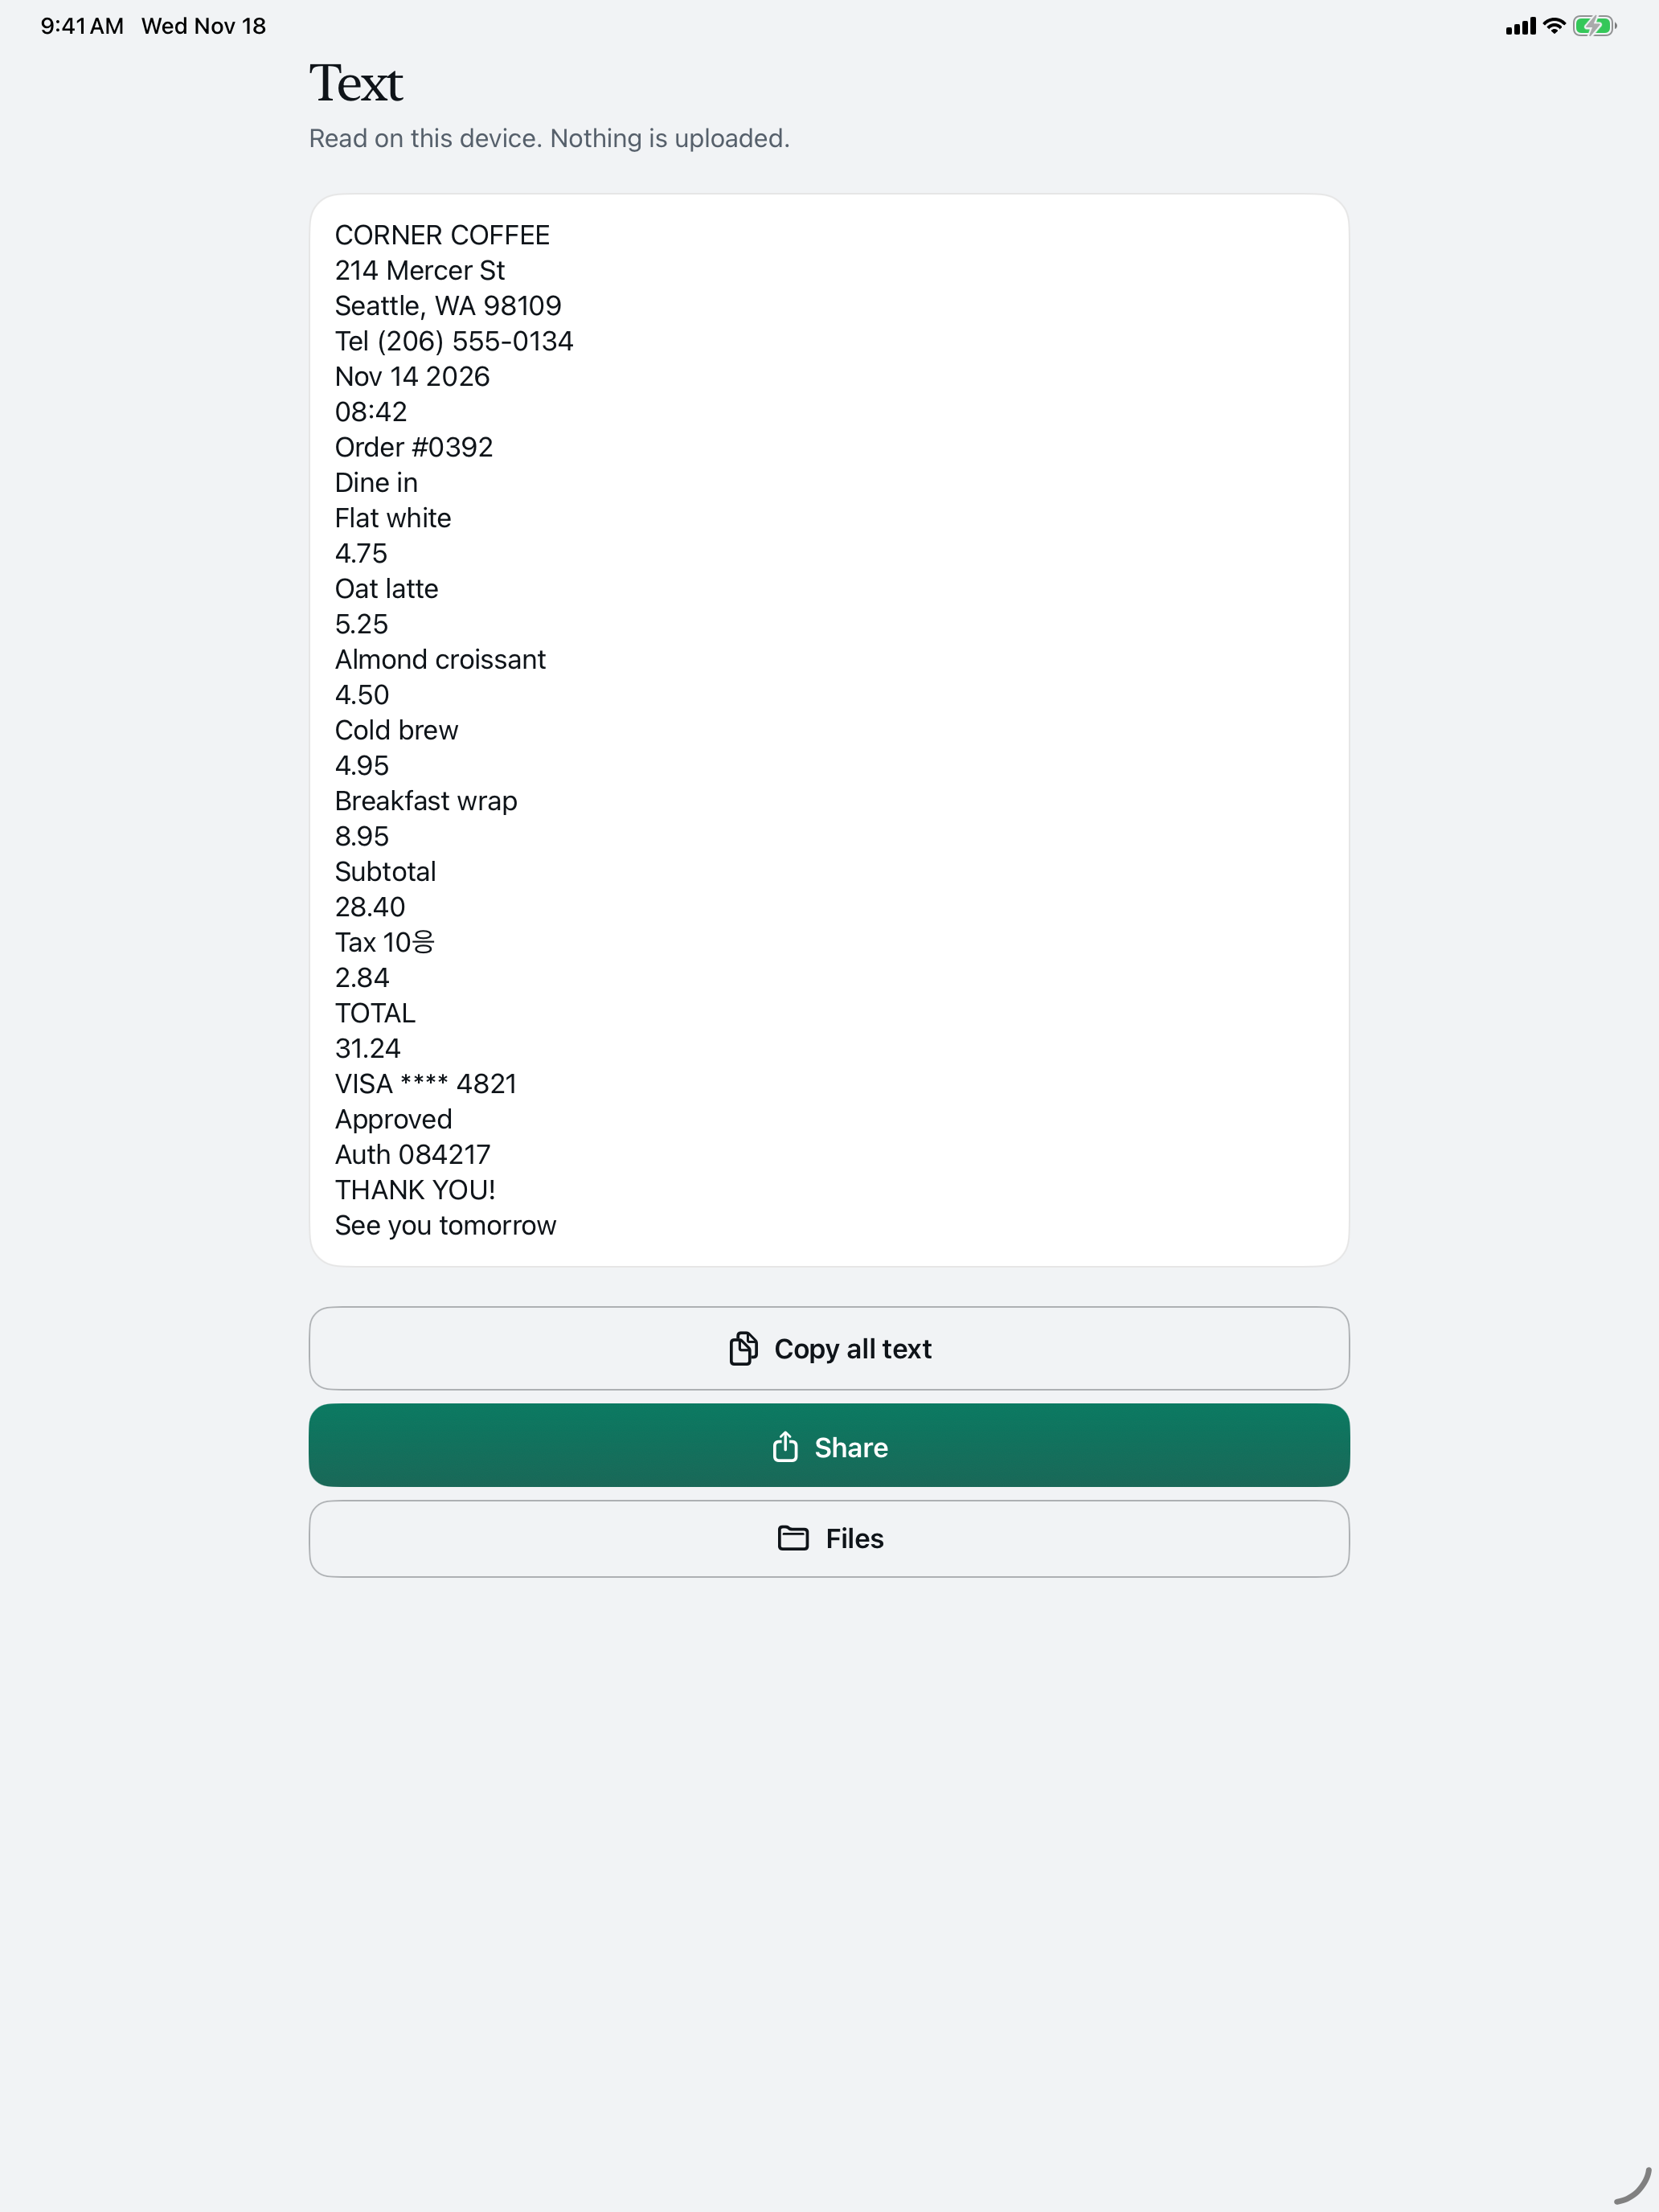 9:41 AM Wed Nov 18
Text
Read on this device. Nothing is uploaded.
CORNER COFFEE
214 Mercer St
Seattle, WA 98109
Tel (206) 555-0134
Nov 14 2026
08:42
Order #0392
Dine in
Flat white
4.75
Oat latte
5.25
Almond croissant
4.50
Cold brew
4.95
Breakfast wrap
8.95
Subtotal
28.40
Tax 10응
2.84
TOTAL
31.24
VISA **** 4821
Approved
Auth 084217
THANK YOU!
See you tomorrow
Copy all text
Share
Files